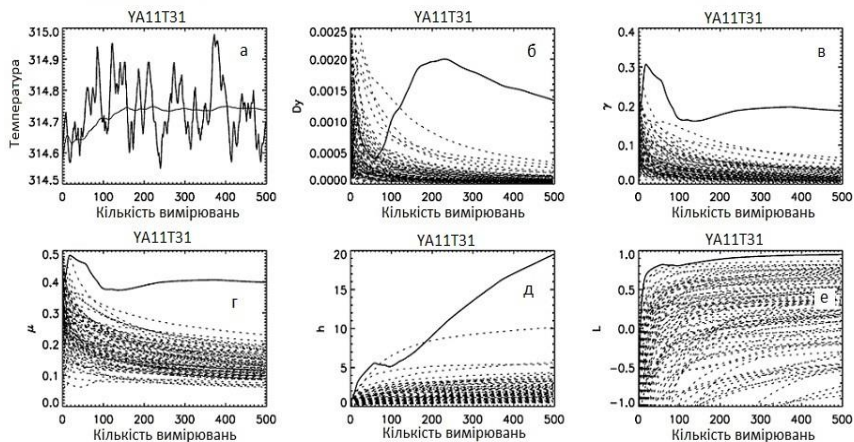 YA11T31
315.0
314.9
314.8
314.7
314.6
314.5
Температура
а
0 100 200 300 400 500
Кількість вимірювань
YA11T31
0.0025
0.0020
0.0015
0.0010
0.0005
0.0000
Dy
б
0 100 200 300 400 500
Кількість вимірювань
YA11T31
0.4
0.3
0.2
0.1
0.0
γ
в
0 100 200 300 400 500
Кількість вимірювань
YA11T31
0.5
0.4
0.3
0.2
0.1
0.0
μ
г
0 100 200 300 400 500
Кількість вимірювань
YA11T31
20
15
10
5
0
h
д
0 100 200 300 400 500
Кількість вимірювань
YA11T31
1.0
0.5
0.0
−0.5
−1.0
L
е
0 100 200 300 400 500
Кількість вимірювань